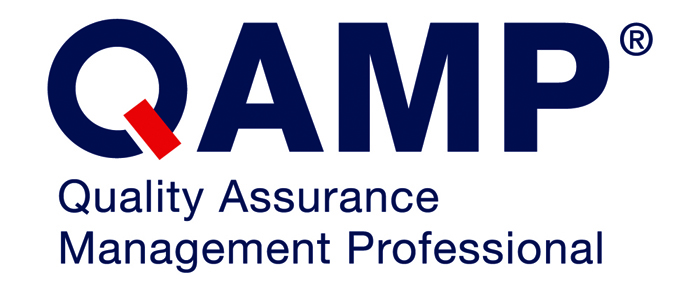 QAMP®
Quality Assurance
Management Professional